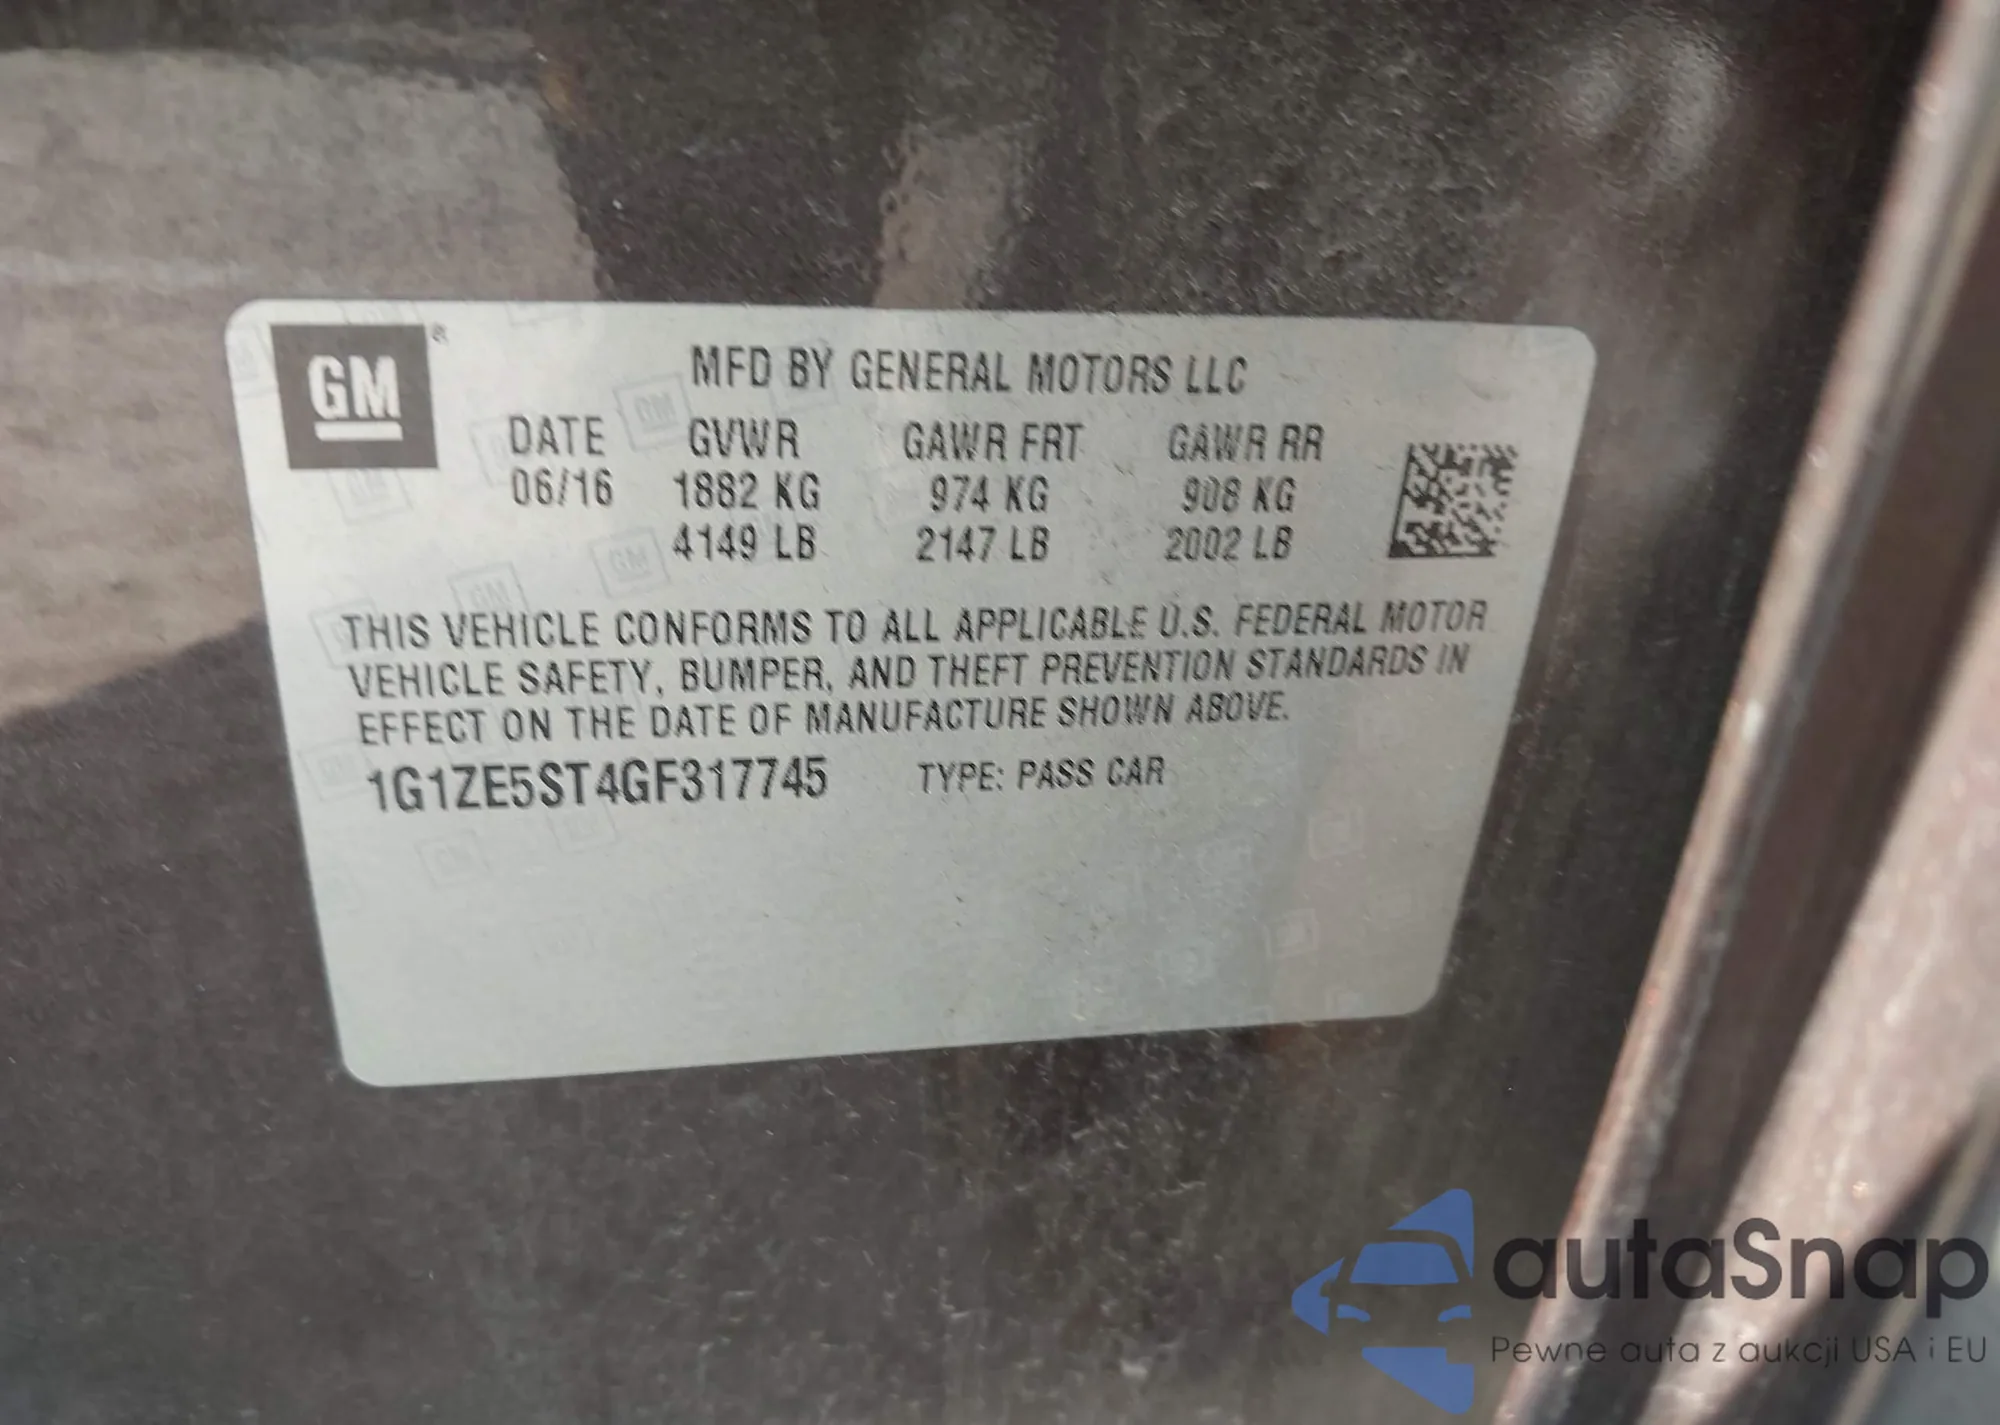 GM ®
MFD BY GENERAL MOTORS LLC
DATE GVWR GAWR FRT GAWR RR
06/16 1882 KG 974 KG 908 KG
4149 LB 2147 LB 2002 LB
THIS VEHICLE CONFORMS TO ALL APPLICABLE U.S. FEDERAL MOTOR
VEHICLE SAFETY, BUMPER, AND THEFT PREVENTION STANDARDS IN
EFFECT ON THE DATE OF MANUFACTURE SHOWN ABOVE.
1G1ZE5ST4GF317745 TYPE: PASS CAR
autaSnap
Pewne auta z aukcji USA i EU